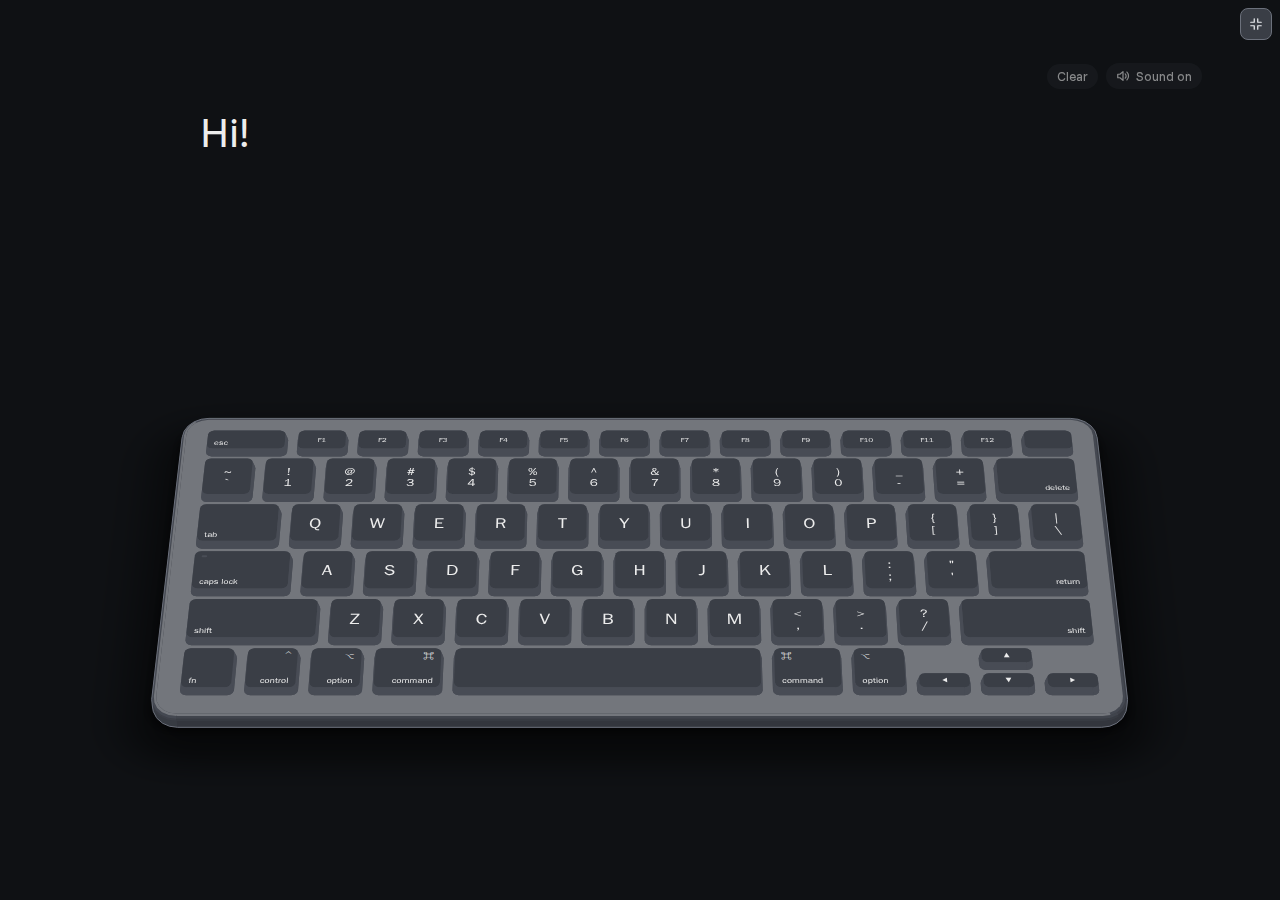 Clear Sound on
Hi!
esc F1 F2 F3 F4 F5 F6 F7 F8 F9 F10 F11 F12
~ ! @ # $ % ^ & * ( ) _ +
` 1 2 3 4 5 6 7 8 9 0 - = delete
tab Q W E R T Y U I O P { } |
[ ] \
caps lock A S D F G H J K L : "
; ' return
shift Z X C V B N M < > ?
, . / shift
^ ⌥ ⌘ ⌘ ⌥ ▲
fn control option command command option ◄ ▼ ►